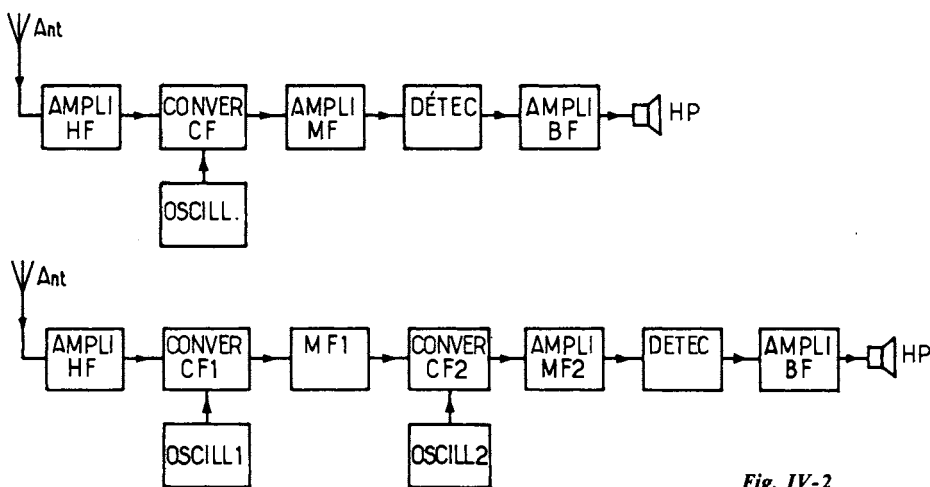 Ant
AMPLI
HF
CONVER
CF
AMPLI
MF
DÉTEC
AMPLI
BF
HP
OSCILL.
Ant
AMPLI
HF
CONVER
CF1
MF1
CONVER
CF2
AMPLI
MF2
DETEC
AMPLI
BF
HP
OSCILL1
OSCILL2
Fig. IV-2